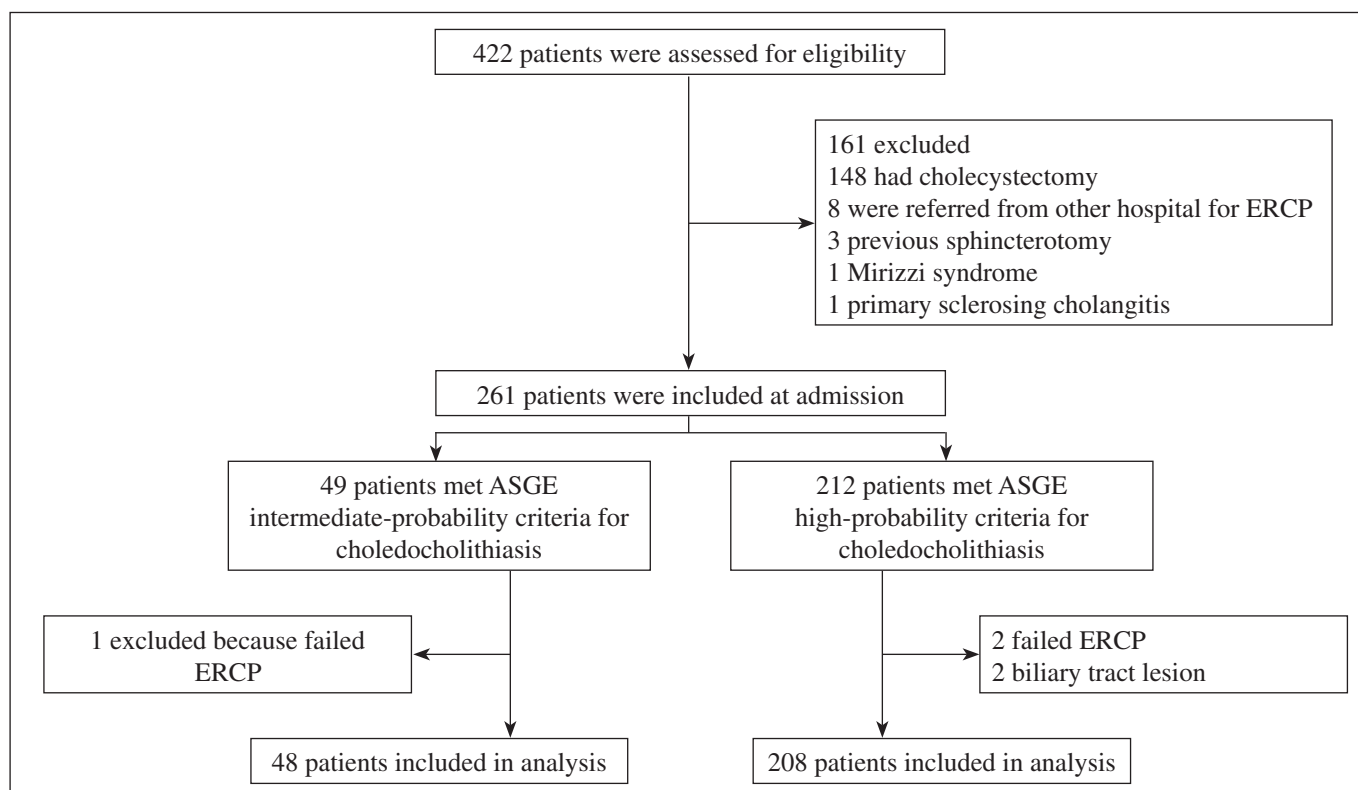 422 patients were assessed for eligibility
161 excluded
148 had cholecystectomy
8 were referred from other hospital for ERCP
3 previous sphincterotomy
1 Mirizzi syndrome
1 primary sclerosing cholangitis
261 patients were included at admission
49 patients met ASGE
intermediate-probability criteria for
choledocholithiasis
212 patients met ASGE
high-probability criteria for
choledocholithiasis
1 excluded because failed
ERCP
2 failed ERCP
2 biliary tract lesion
48 patients included in analysis
208 patients included in analysis